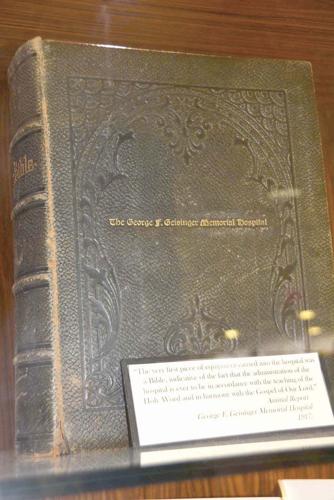 Bible
The George F. Geisinger Memorial Hospital
"The very first piece of equipment carried into the hospital was
a Bible, indicative of the fact that the administration of the
hospital is ever to be in accordance with the teaching of the
Holy Word and in harmony with the Gospel of Our Lord."
Annual Report
George F. Geisinger Memorial Hospital
1917